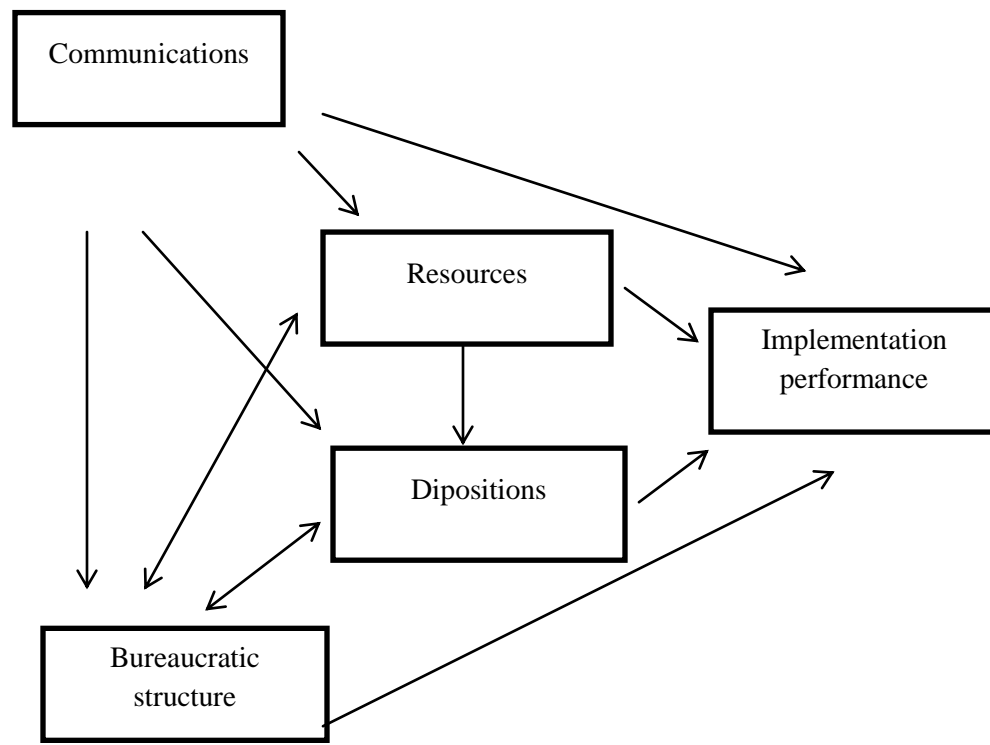 Communications
Resources
Implementation
performance
Dipositions
Bureaucratic
structure